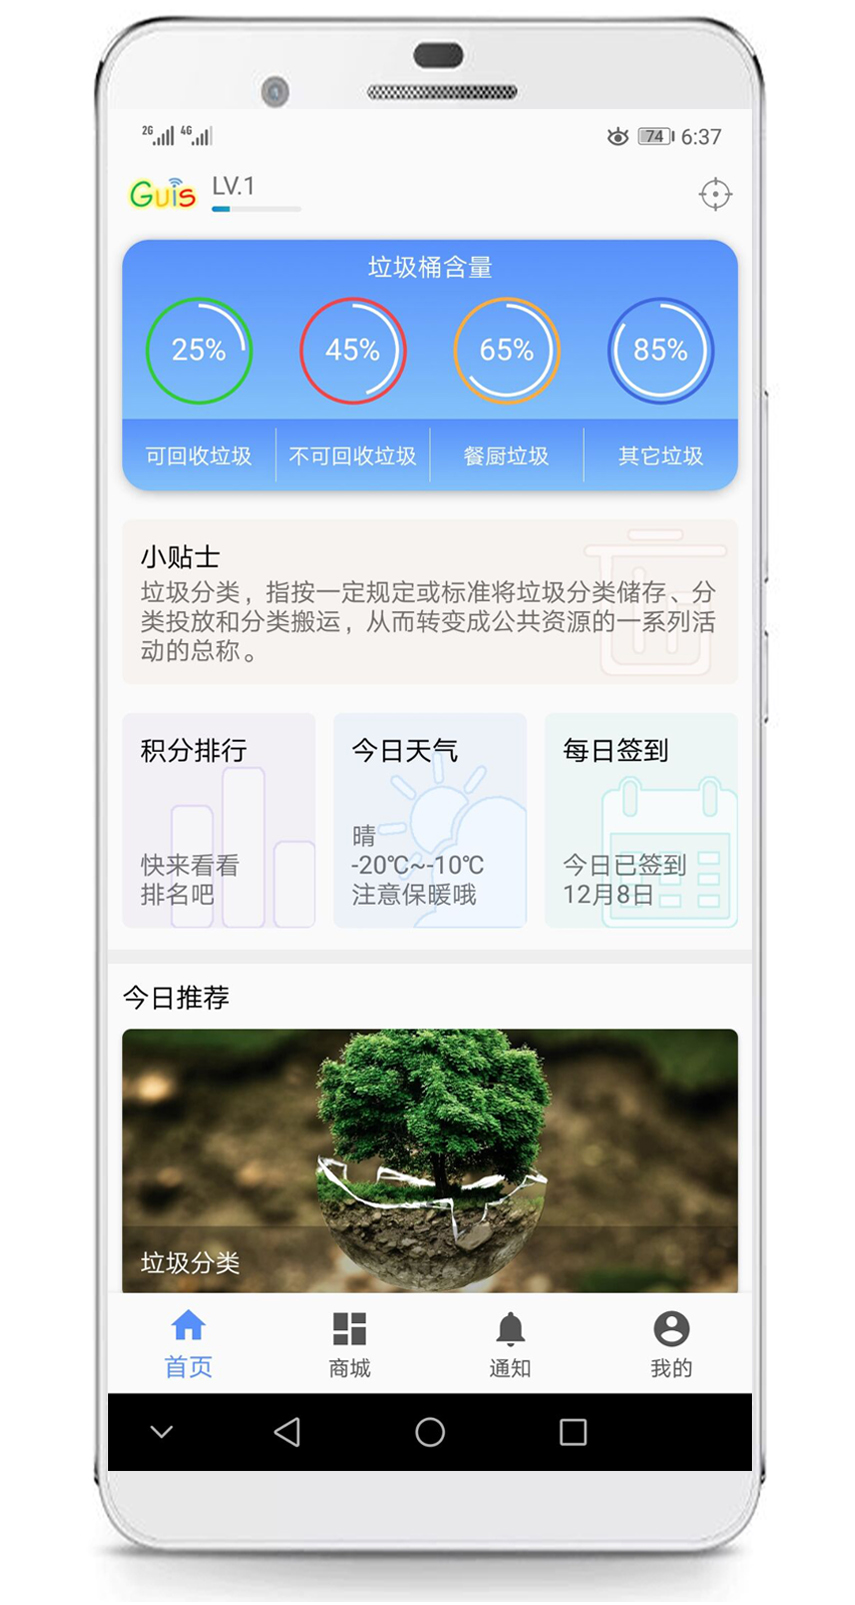 2G 4G 74 6:37
Guis LV.1
垃圾桶含量
25% 45% 65% 85%
可回收垃圾 不可回收垃圾 餐厨垃圾 其它垃圾
小贴士
垃圾分类，指按一定规定或标准将垃圾分类储存、分
类投放和分类搬运，从而转变成公共资源的一系列活
动的总称。
积分排行
快来看看
排名吧
今日天气
晴
-20℃~-10℃
注意保暖哦
每日签到
今日已签到
12月8日
今日推荐
垃圾分类
首页 商城 通知 我的